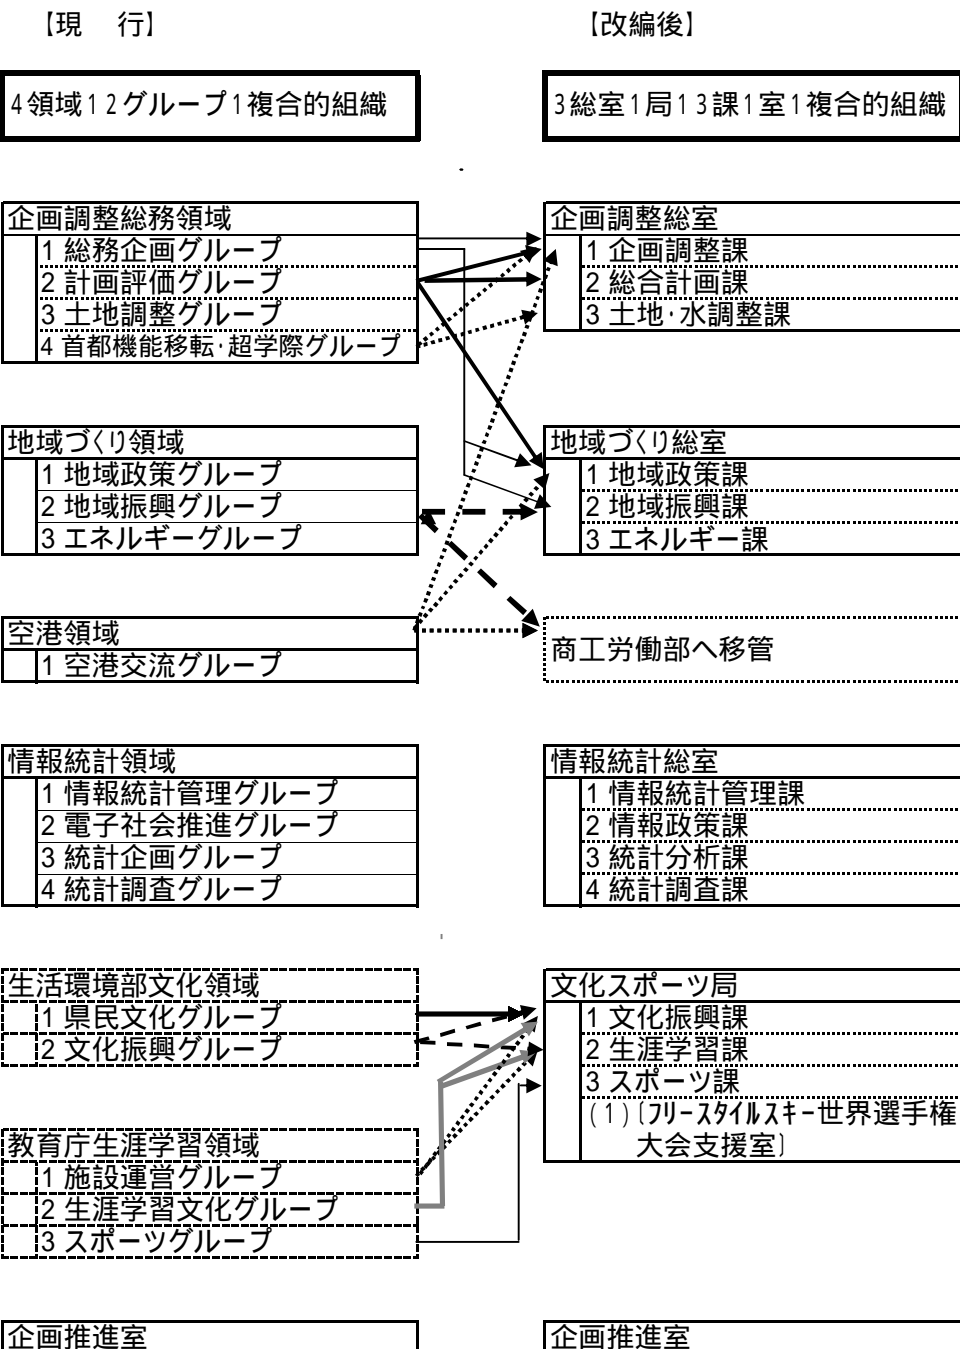 【現　行】
【改編後】
4領域12グループ1複合的組織
3総室1局13課1室1複合的組織
企画調整総務領域
1 総務企画グループ
2 計画評価グループ
3 土地調整グループ
4 首都機能移転･超学際グループ
企画調整総室
1 企画調整課
2 総合計画課
3 土地･水調整課
地域づくり領域
1 地域政策グループ
2 地域振興グループ
3 エネルギーグループ
地域づくり総室
1 地域政策課
2 地域振興課
3 エネルギー課
空港領域
1 空港交流グループ
商工労働部へ移管
情報統計領域
1 情報統計管理グループ
2 電子社会推進グループ
3 統計企画グループ
4 統計調査グループ
情報統計総室
1 情報統計管理課
2 情報政策課
3 統計分析課
4 統計調査課
生活環境部文化領域
1 県民文化グループ
2 文化振興グループ
文化スポーツ局
1 文化振興課
2 生涯学習課
3 スポーツ課
(1)〔フリースタイルスキー世界選手権
大会支援室〕
教育庁生涯学習領域
1 施設運営グループ
2 生涯学習文化グループ
3 スポーツグループ
企画推進室
企画推進室